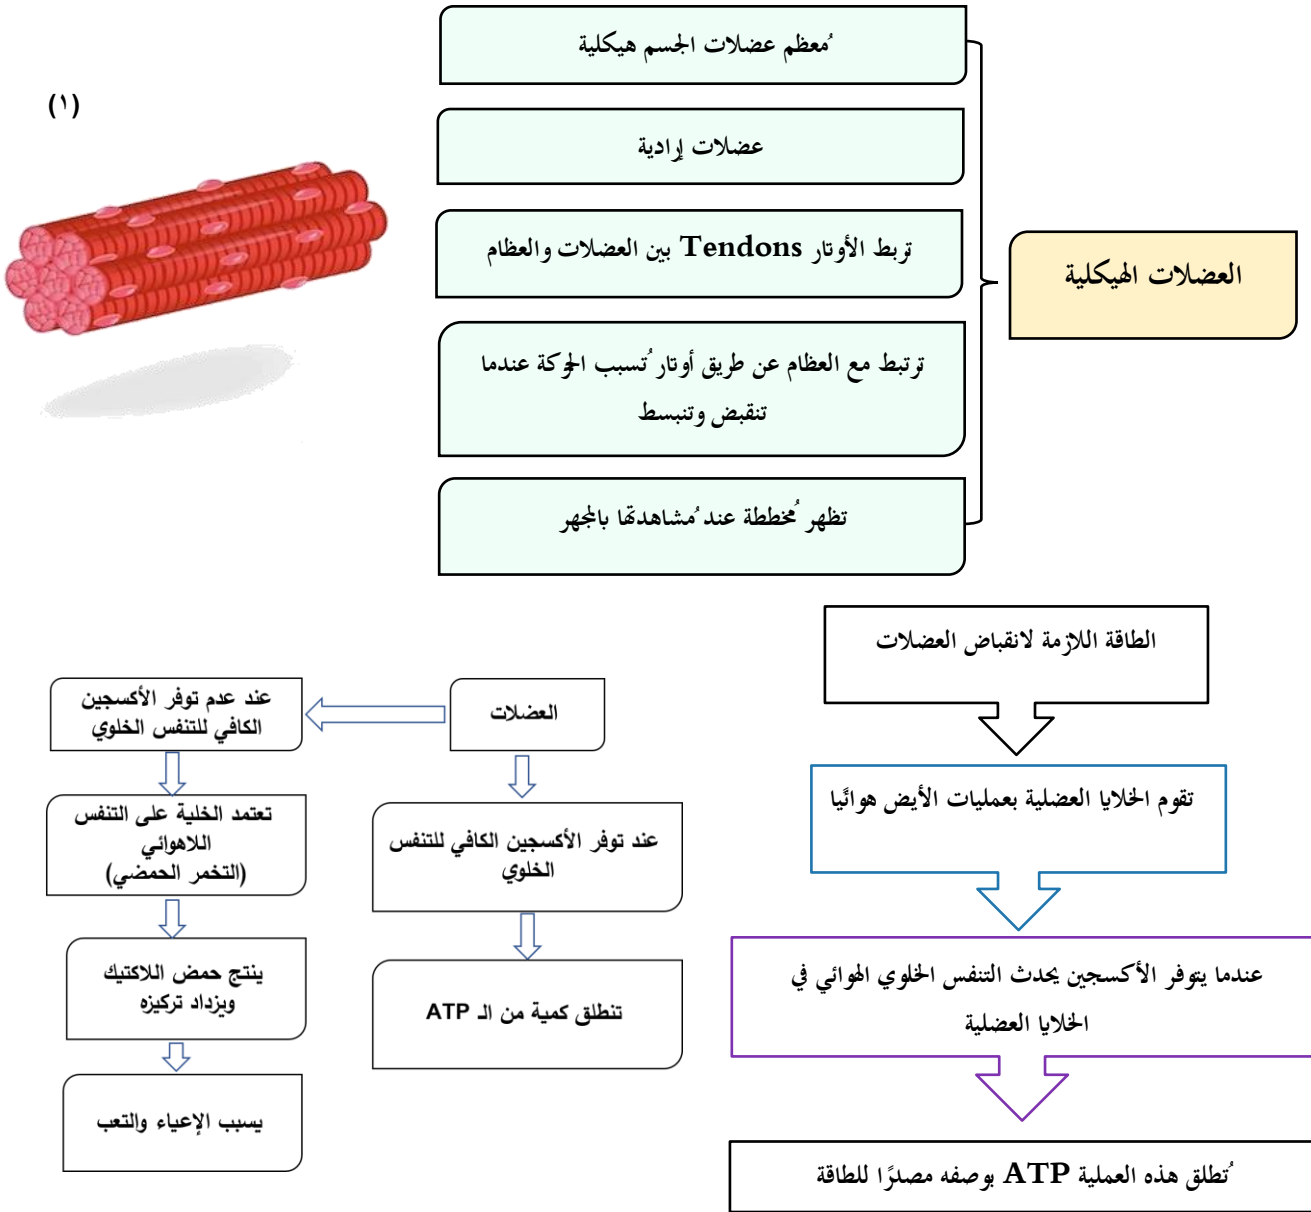 (١)
العضلات الهيكلية
مُعظم عضلات الجسم هيكلية
عضلات إرادية
تربط الأوتار Tendons بين العضلات والعظام
ترتبط مع العظام عن طريق أوتار تُسبب الحركة عندما
تنقبض وتنبسط
تظهر مُخططة عند مُشاهدتها بالمجهر
الطاقة اللازمة لانقباض العضلات
تقوم الخلايا العضلية بعمليات الأيض هوائيًا
عندما يتوفر الأكسجين يحدث التنفس الخلوي الهوائي في
الخلايا العضلية
تُطلق هذه العملية ATP بوصفه مصدرًا للطاقة
العضلات
عند توفر الأكسجين الكافي للتنفس
الخلوي
تنطلق كمية من الـ ATP
عند عدم توفر الأكسجين
الكافي للتنفس الخلوي
تعتمد الخلية على التنفس
اللاهوائي
(التخمر الحمضي)
ينتج حمض اللاكتيك
ويزداد تركيزه
يسبب الإعياء والتعب